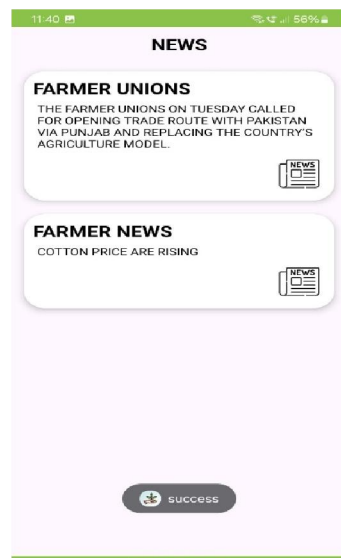 11:40 56%
NEWS
FARMER UNIONS
THE FARMER UNIONS ON TUESDAY CALLED
FOR OPENING TRADE ROUTE WITH PAKISTAN
VIA PUNJAB AND REPLACING THE COUNTRY'S
AGRICULTURE MODEL.
NEWS
FARMER NEWS
COTTON PRICE ARE RISING
NEWS
success